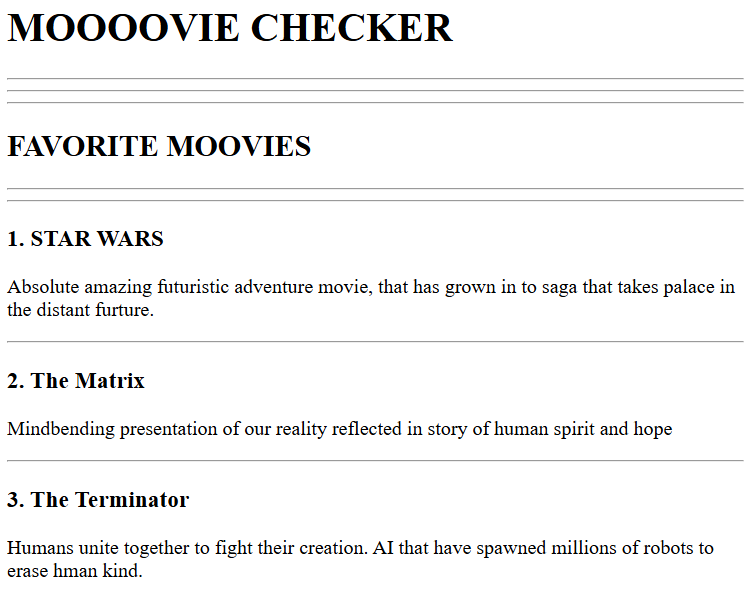 MOOOOVIE CHECKER
FAVORITE MOOVIES
1. STAR WARS
Absolute amazing futuristic adventure movie, that has grown in to saga that takes palace in
the distant furture.
2. The Matrix
Mindbending presentation of our reality reflected in story of human spirit and hope
3. The Terminator
Humans unite together to fight their creation. AI that have spawned millions of robots to
erase hman kind.